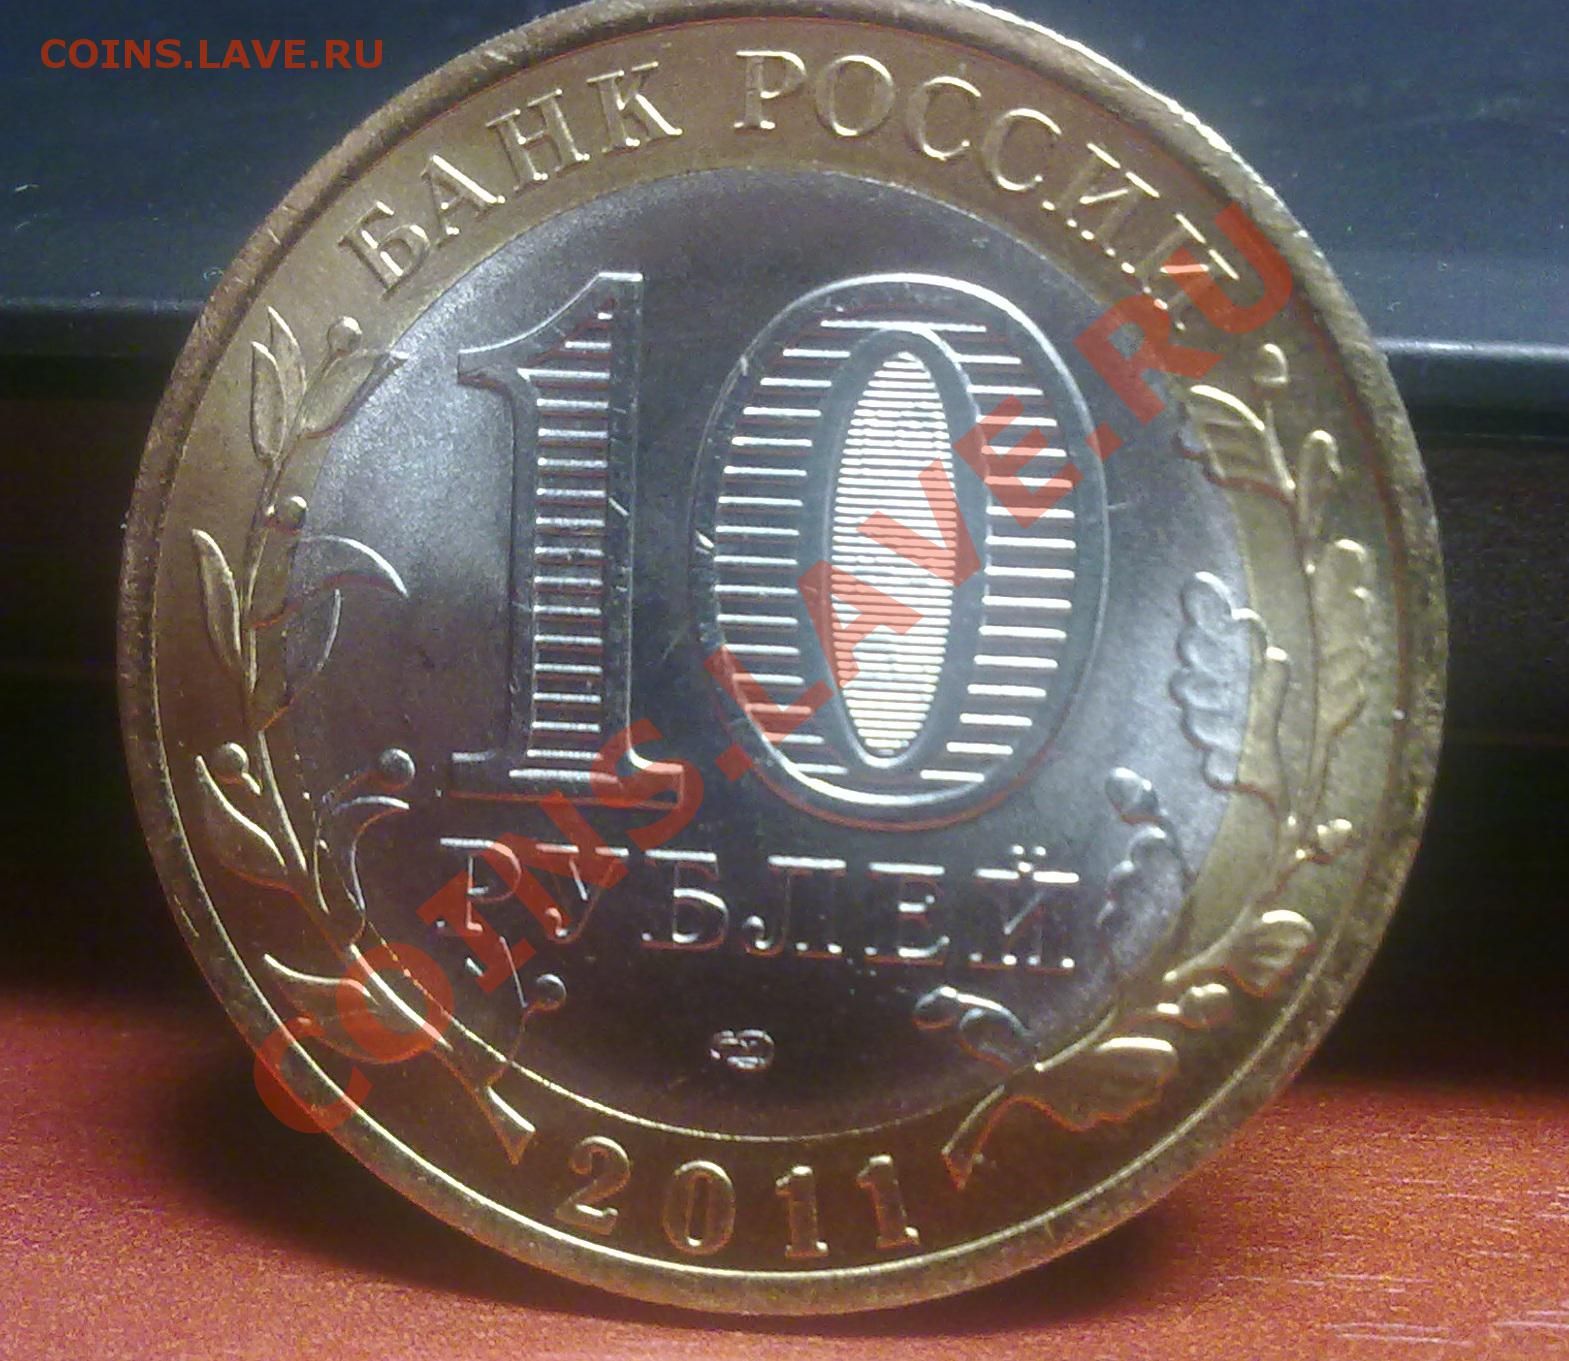 COINS.LAVE.RU
БАНК РОССИИ
10
РУБЛЕЙ
2011
COINS.LAVE.RU